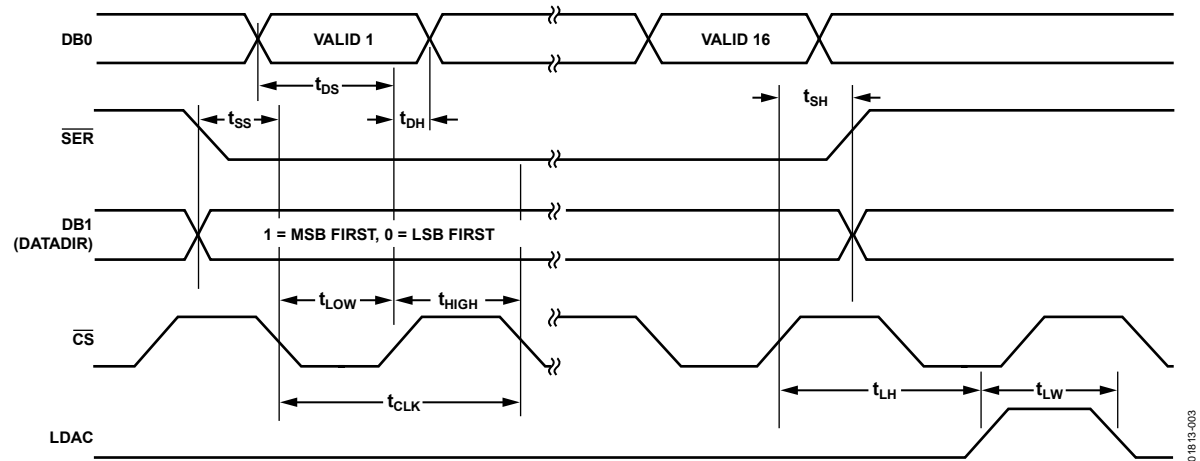 DB0
VALID 1
VALID 16
tDS
tSH
tSS
tDH
SER
DB1
(DATADIR)
1 = MSB FIRST, 0 = LSB FIRST
tLOW
tHIGH
CS
tCLK
tLH
tLW
LDAC
01813-003